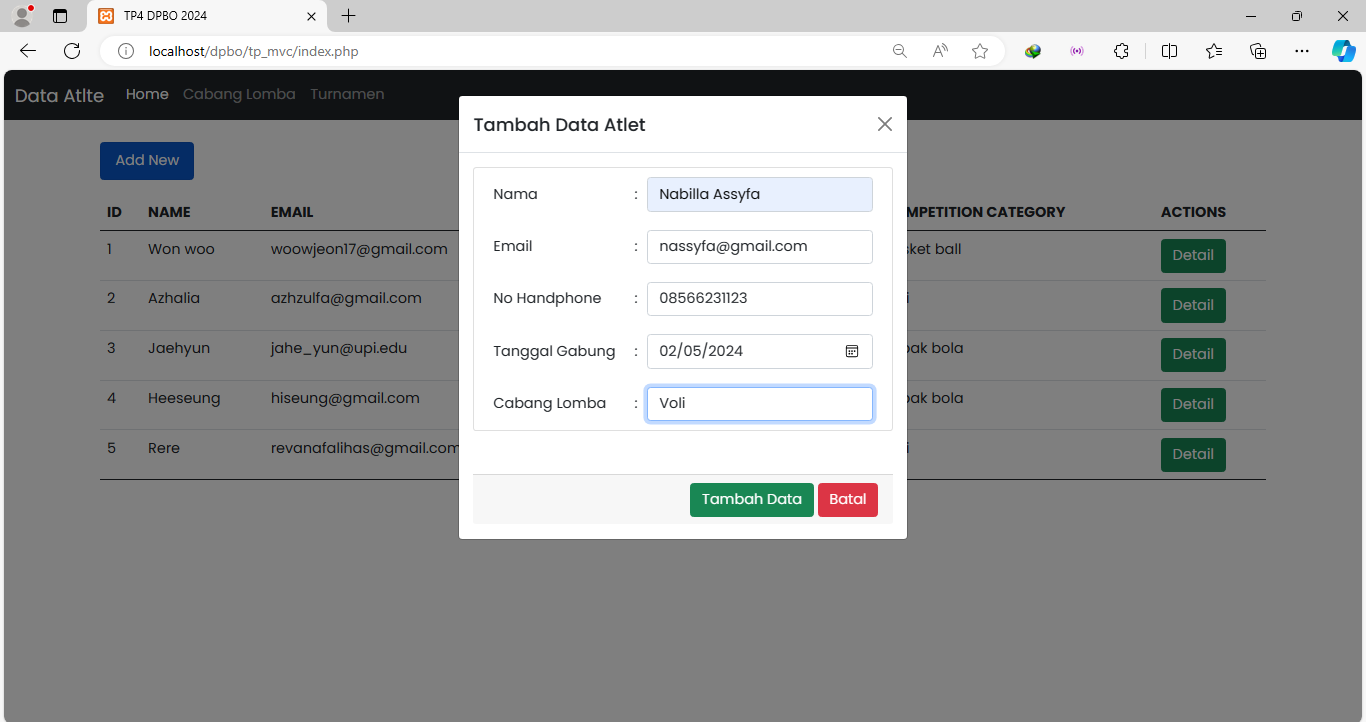 TP4 DPBO 2024
localhost/dpbo/tp_mvc/index.php
Data Atlte Home Cabang Lomba Turnamen
Add New
ID NAME EMAIL MPETITION CATEGORY ACTIONS
1 Won woo woowjeon17@gmail.com ket ball Detail
2 Azhalia azhzulfa@gmail.com Detail
3 Jaehyun jahe_yun@upi.edu ak bola Detail
4 Heeseung hiseung@gmail.com ak bola Detail
5 Rere revanafalihas@gmail.com Detail
Tambah Data Atlet
Nama : Nabilla Assyfa
Email : nassyfa@gmail.com
No Handphone : 08566231123
Tanggal Gabung : 02/05/2024
Cabang Lomba : Voli
Tambah Data Batal